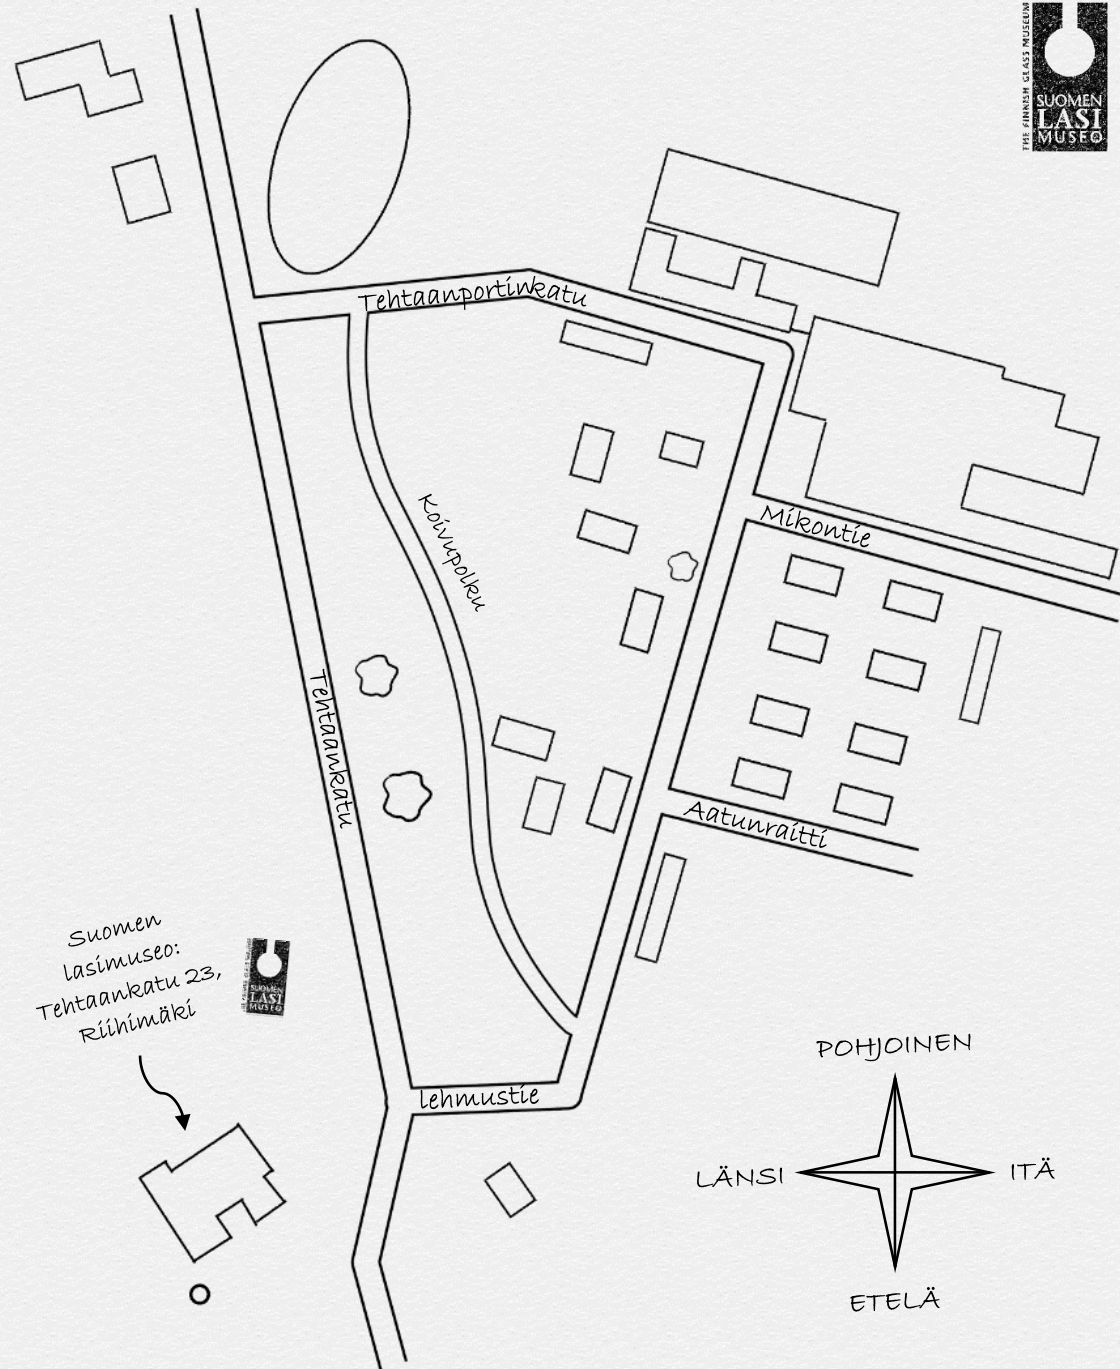 THE FINNISH GLASS MUSEUM
SUOMEN
LASI
MUSEO
Tehtaanportinkatu
Koivupolku
Mikontie
Tehtaankatu
Aatunraitti
Suomen
lasimuseo:
Tehtaankatu 23,
Riihimäki
SUOMEN
LASI
MUSEO
lehmustie
POHJOINEN
LÄNSI
ITÄ
ETELÄ